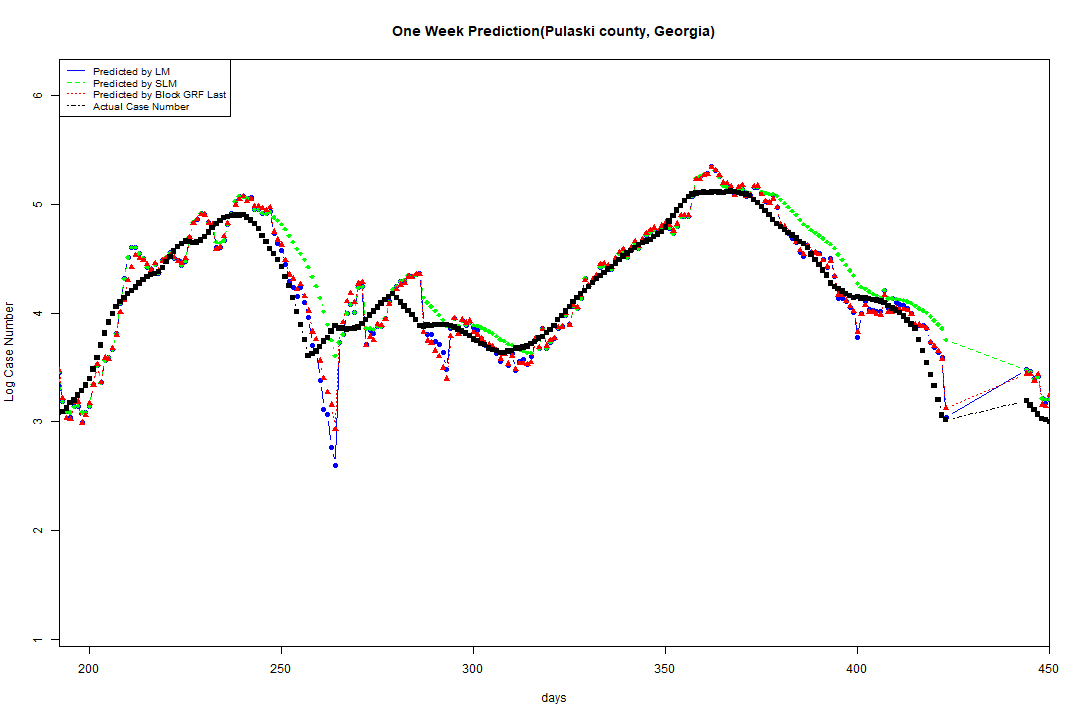 One Week Prediction(Pulaski county, Georgia)
Predicted by LM
Predicted by SLM
Predicted by Block GRF Last
Actual Case Number
6
5
4
3
2
1
Log Case Number
200
250
300
350
400
450
days